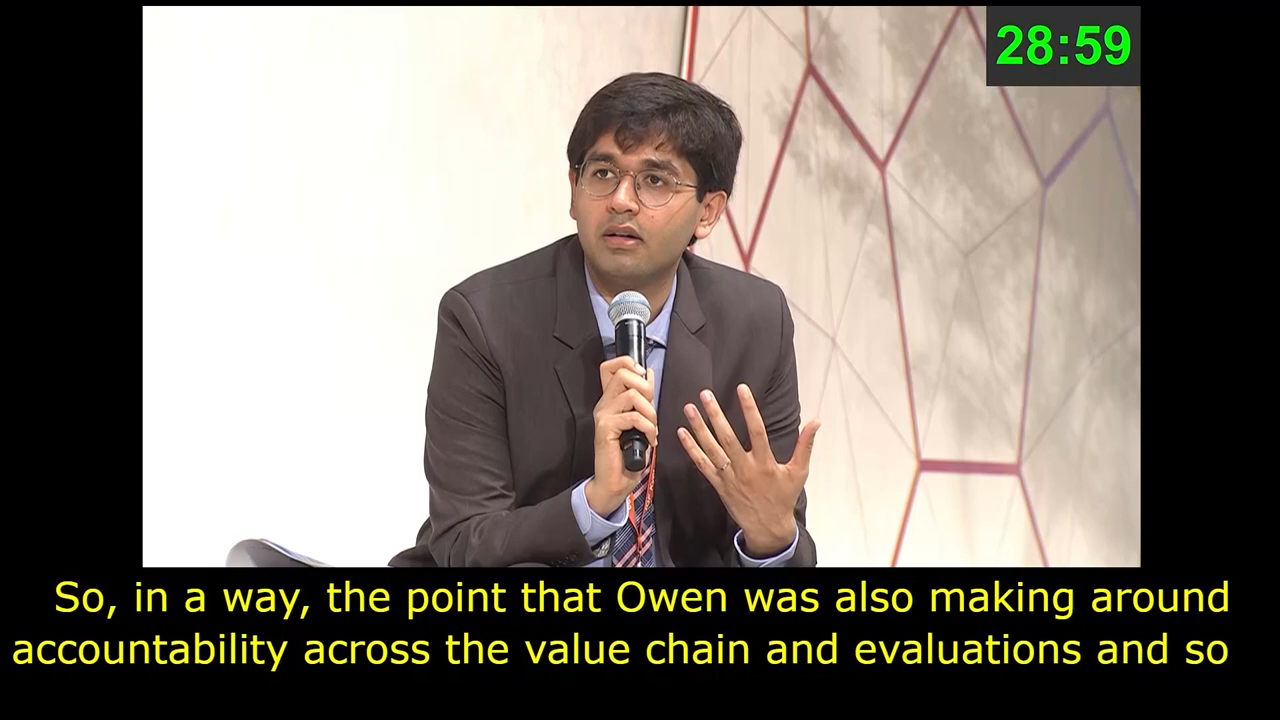 28:59
So, in a way, the point that Owen was also making around
accountability across the value chain and evaluations and so